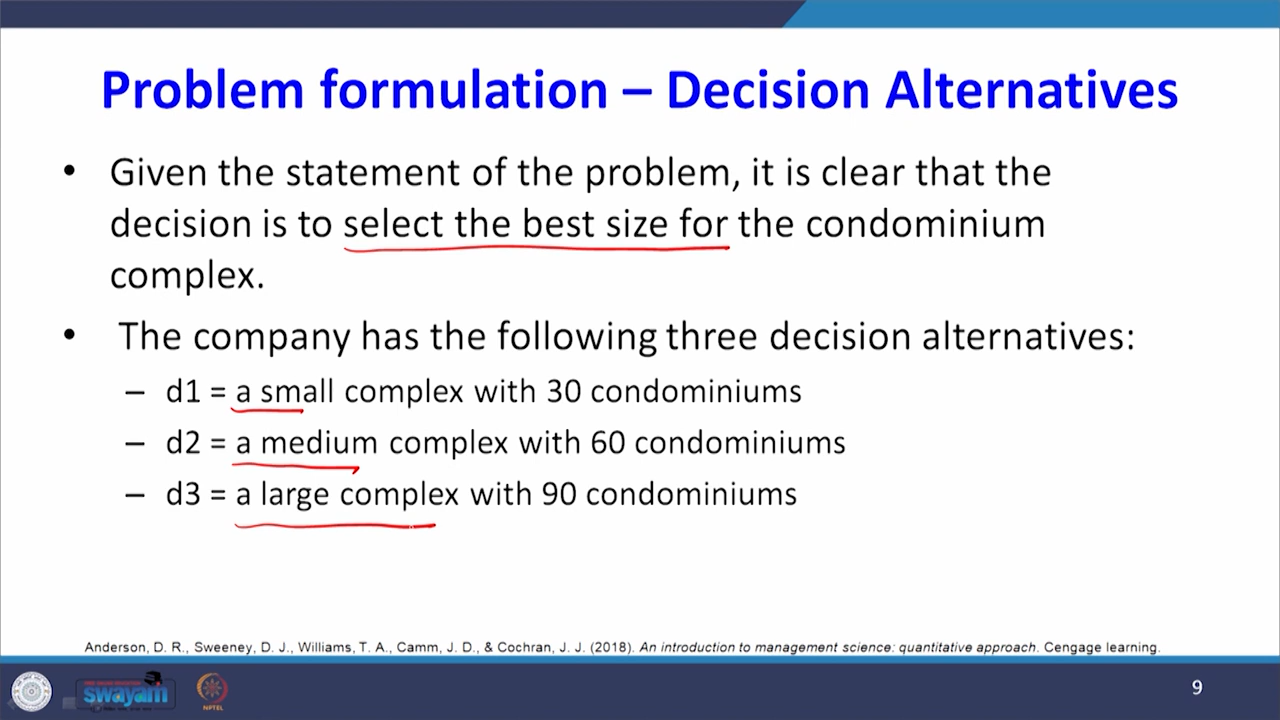 Problem formulation – Decision Alternatives
• Given the statement of the problem, it is clear that the
decision is to select the best size for the condominium
complex.
• The company has the following three decision alternatives:
– d1 = a small complex with 30 condominiums
– d2 = a medium complex with 60 condominiums
– d3 = a large complex with 90 condominiums
Anderson, D. R., Sweeney, D. J., Williams, T. A., Camm, J. D., & Cochran, J. J. (2018). An introduction to management science: quantitative approach. Cengage learning.
swayam
NPTEL
9